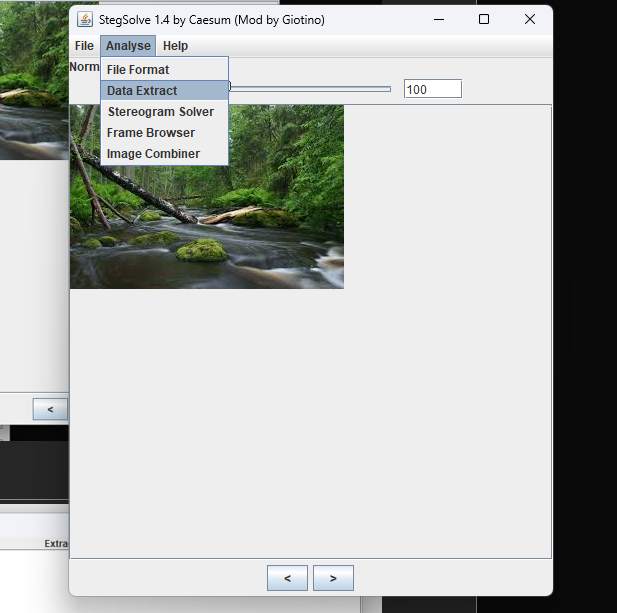 StegSolve 1.4 by Caesum (Mod by Giotino)
File Analyse Help
Norm
100
File Format
Data Extract
Stereogram Solver
Frame Browser
Image Combiner
<
Extra
< >